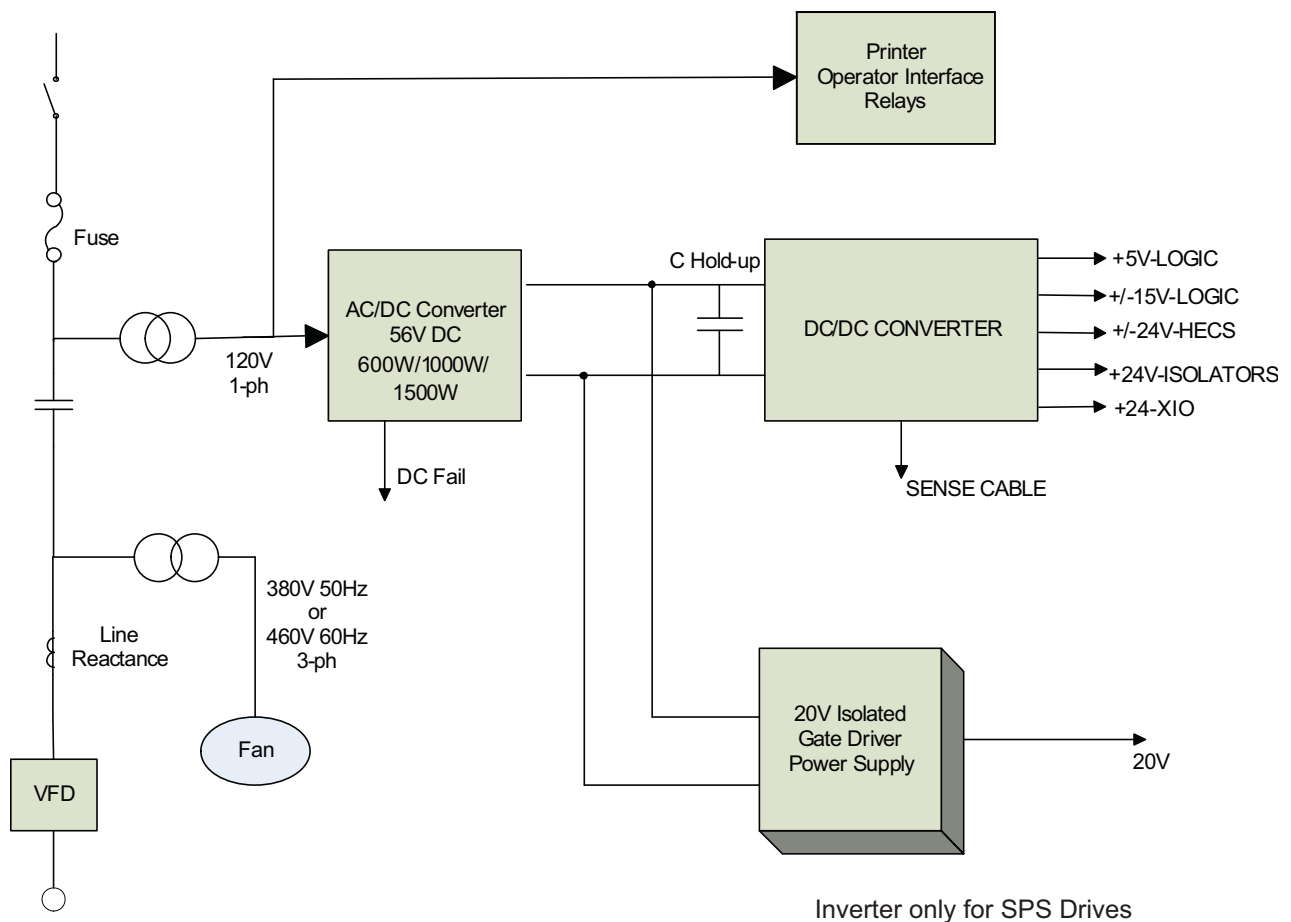 Printer
Operator Interface
Relays
Fuse
C Hold-up
AC/DC Converter
56V DC
600W/1000W/
1500W
DC/DC CONVERTER
+5V-LOGIC
+/-15V-LOGIC
+/-24V-HECS
+24V-ISOLATORS
+24-XIO
120V
1-ph
DC Fail
SENSE CABLE
380V 50Hz
or
460V 60Hz
3-ph
Line
Reactance
Fan
VFD
20V Isolated
Gate Driver
Power Supply
20V
Inverter only for SPS Drives